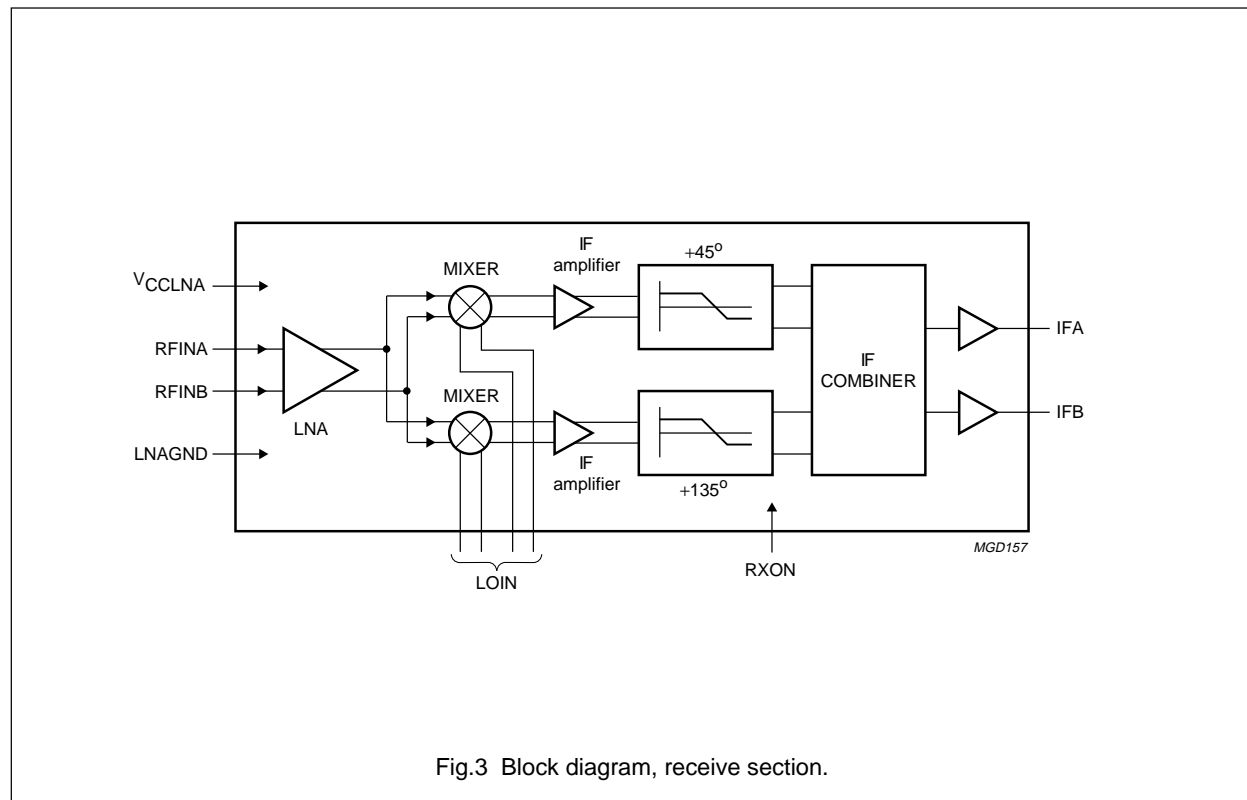 IF
amplifier
+45°
MIXER
VCCLNA
RFINA
RFINB
LNA
LNAGND
MIXER
IF
amplifier
+135°
IF
COMBINER
IFA
IFB
LOIN
RXON
MGD157
Fig.3 Block diagram, receive section.